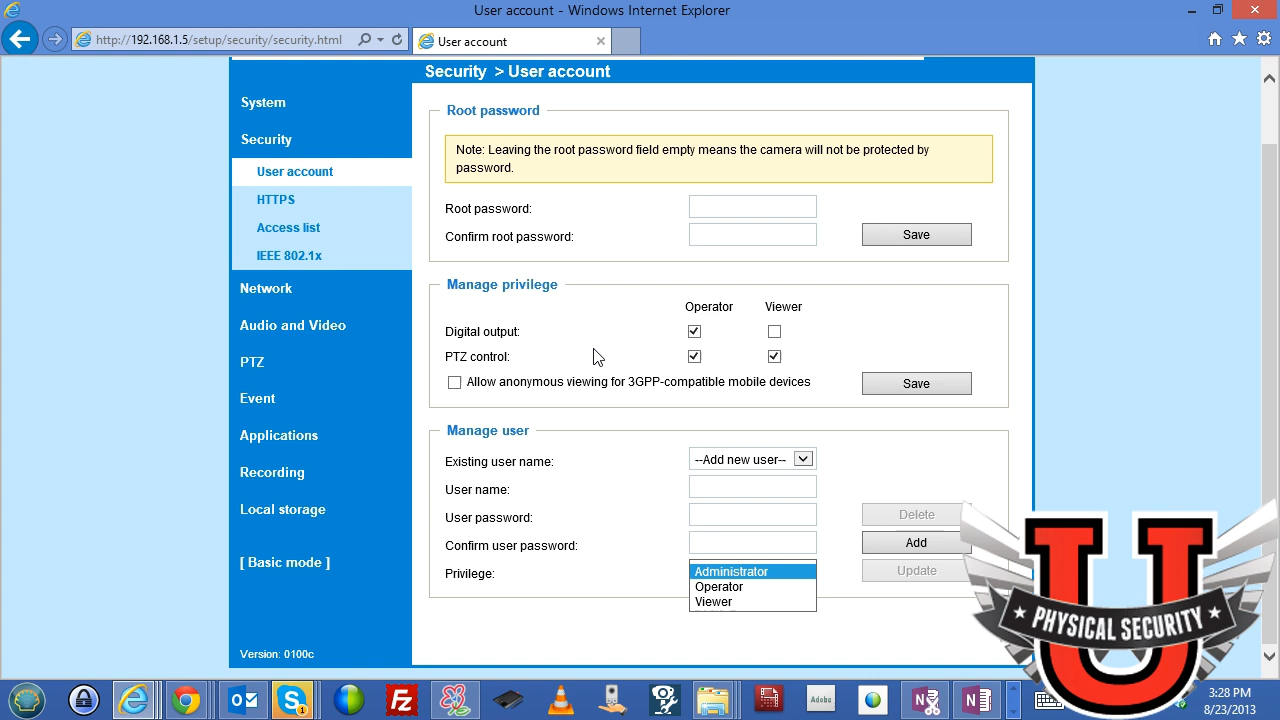 User account - Windows Internet Explorer
http://192.168.1.5/setup/security/security.html
User account
Security > User account
System
Security
User account
HTTPS
Access list
IEEE 802.1x
Network
Audio and Video
PTZ
Event
Applications
Recording
Local storage
[ Basic mode ]
Version: 0100c
Root password
Note: Leaving the root password field empty means the camera will not be protected by
password.
Root password:
Confirm root password:
Save
Manage privilege
Operator Viewer
Digital output:
PTZ control:
Allow anonymous viewing for 3GPP-compatible mobile devices
Save
Manage user
Existing user name: --Add new user--
User name:
User password:
Delete
Confirm user password:
Add
Privilege:
Administrator
Operator
Viewer
Update
PHYSICAL SECURITY
U
Adobe
3:28 PM
8/23/2013